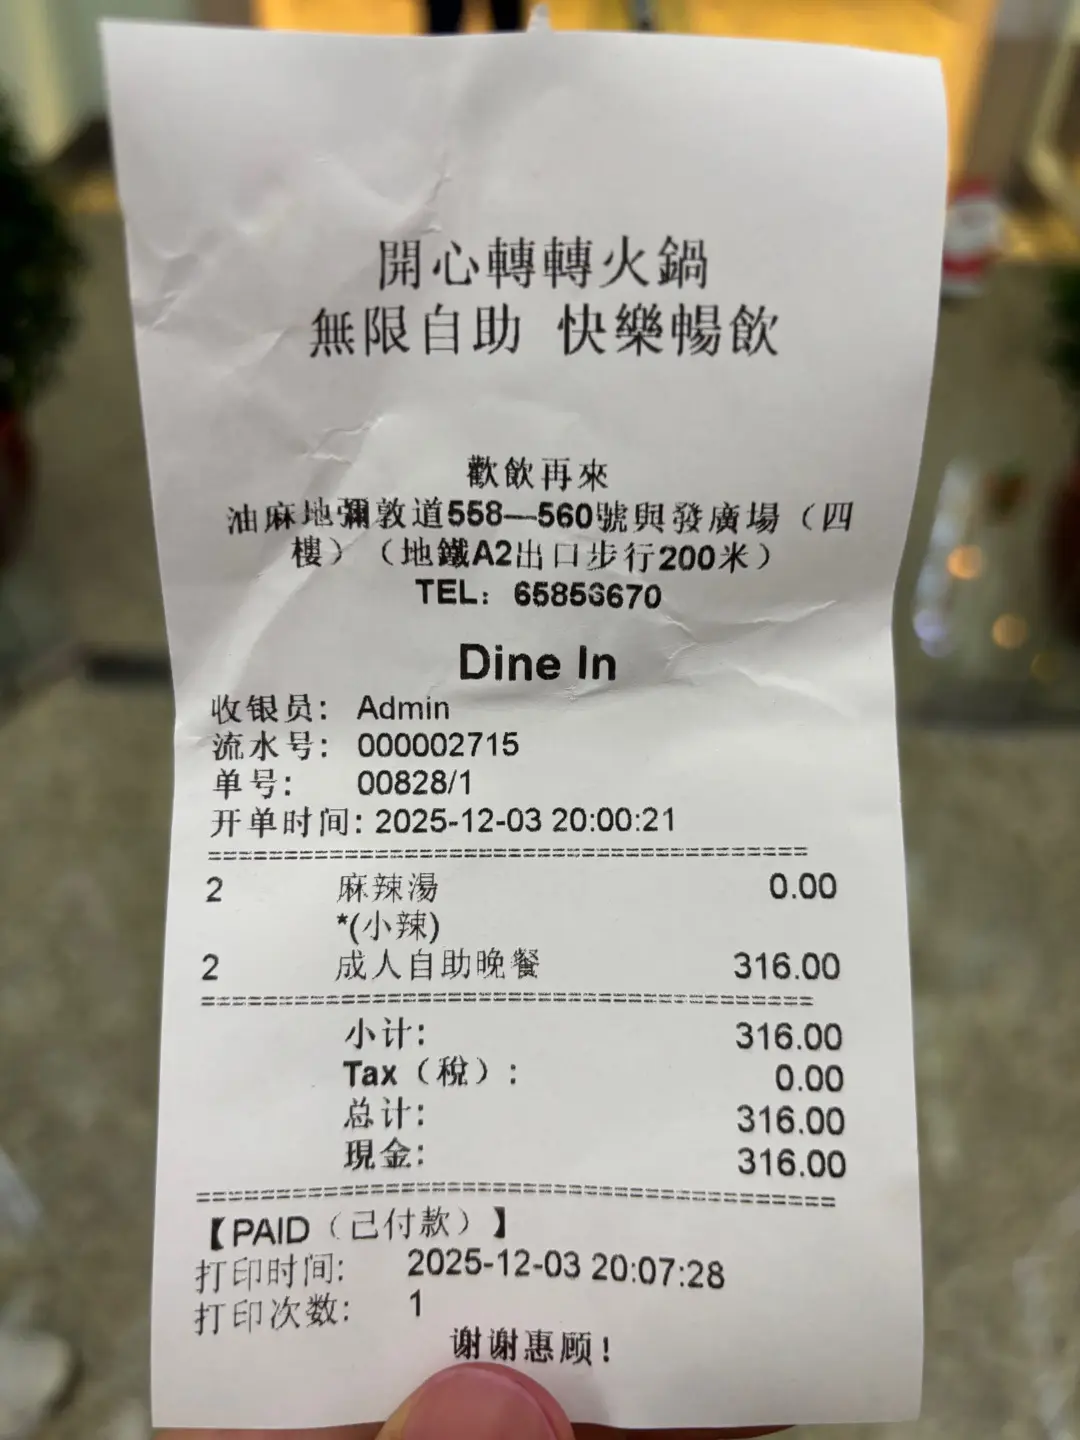 開心轉轉火鍋
無限自助 快樂暢飲
歡飲再來
油麻地彌敦道558—560號與發廣場（四
樓）（地鐵A2出口步行200米）
TEL：65856670
Dine In
收银员: Admin
流水号: 000002715
单号: 00828/1
开单时间: 2025-12-03 20:00:21
2 麻辣湯 0.00
*(小辣)
2 成人自助晚餐 316.00
小计: 316.00
Tax（稅）: 0.00
总计: 316.00
現金: 316.00
【PAID（已付款）】
打印时间: 2025-12-03 20:07:28
打印次数: 1
谢谢惠顾！